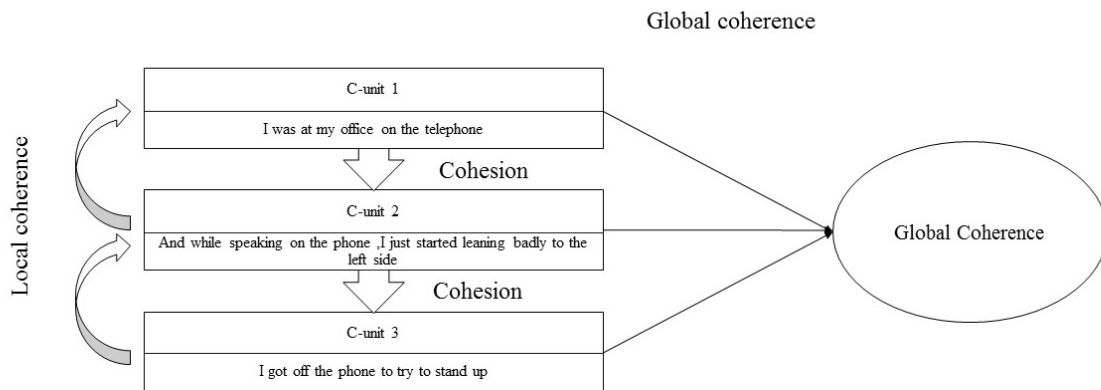 Global coherence
Local coherence
C-unit 1
I was at my office on the telephone
Cohesion
C-unit 2
And while speaking on the phone ,I just started leaning badly to the
left side
Cohesion
C-unit 3
I got off the phone to try to stand up
Global Coherence